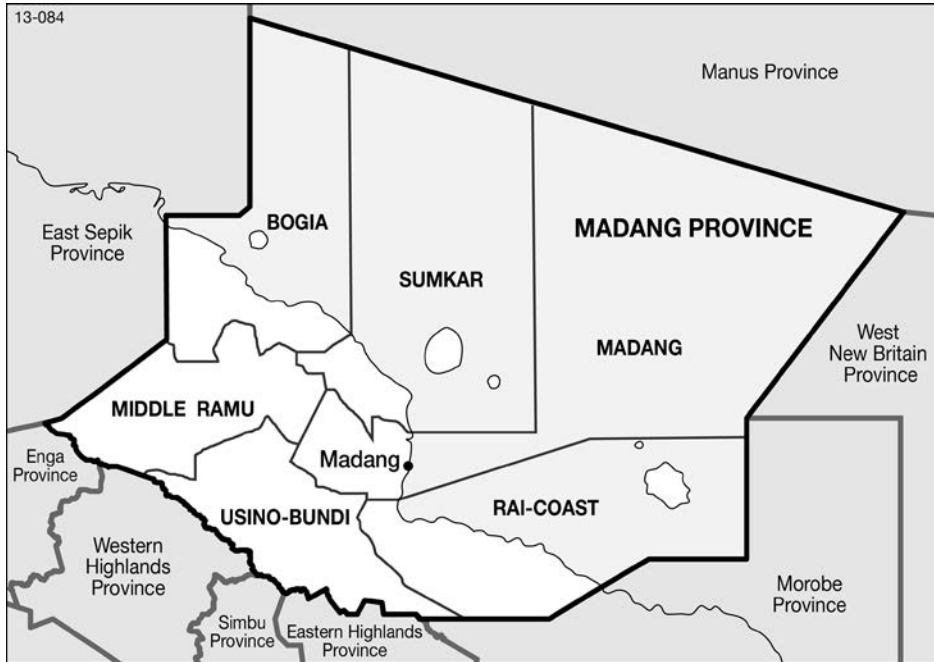 13-084
Manus Province
BOGIA
MADANG PROVINCE
East Sepik
Province
SUMKAR
West
New Britain
Province
MADANG
MIDDLE RAMU
Madang
Enga
Province
RAI-COAST
USINO-BUNDI
Western
Highlands
Province
Morobe
Province
Simbu
Province
Eastern Highlands
Province